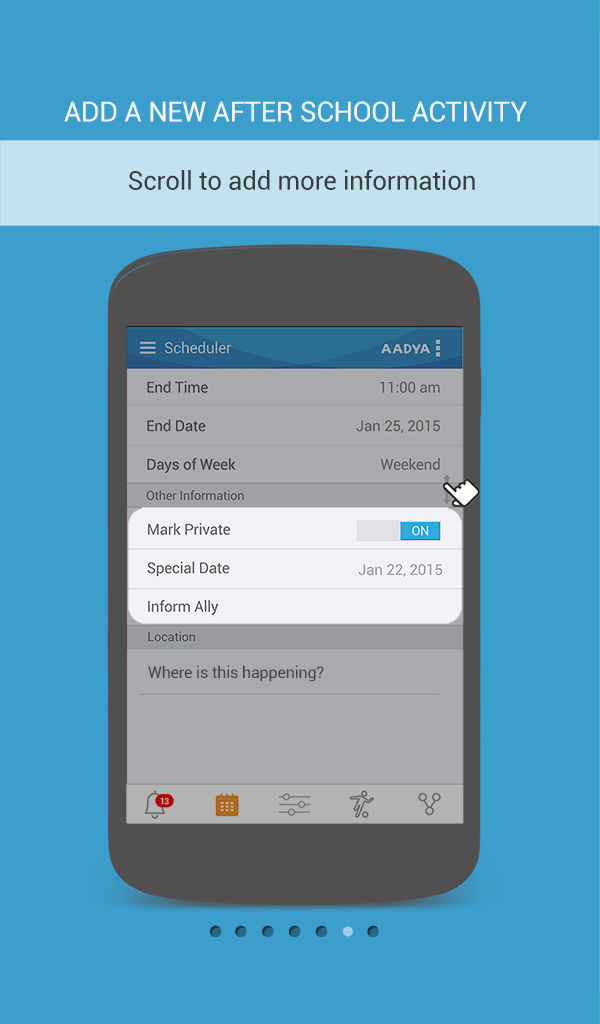 ADD A NEW AFTER SCHOOL ACTIVITY
Scroll to add more information
Scheduler AADYA
End Time 11:00 am
End Date Jan 25, 2015
Days of Week Weekend
Other Information
Mark Private ON
Special Date Jan 22, 2015
Inform Ally
Location
Where is this happening?
13